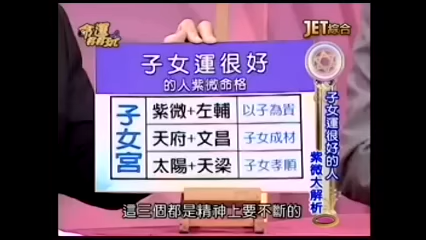 命運好好玩
JET綜合
子女運很好
的人紫微命格
子女宮
紫微+左輔 以子為貴
天府+文昌 子女成材
太陽+天梁 子女孝順
子女運很好的人
紫微大解析
這三個都是精神上要不斷的